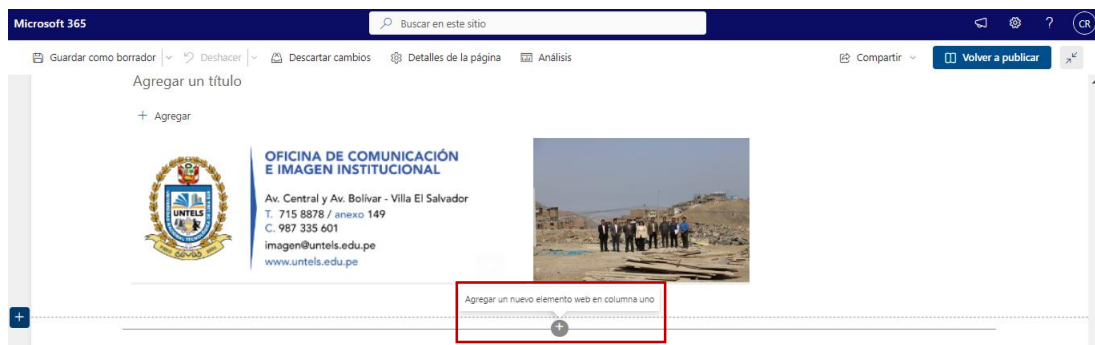 Microsoft 365
Buscar en este sitio
?
CR
Guardar como borrador
Deshacer
Descartar cambios
Detalles de la página
Análisis
Compartir
Volver a publicar
Agregar un título
+ Agregar
UNTELS
OFICINA DE COMUNICACIÓN
E IMAGEN INSTITUCIONAL
Av. Central y Av. Bolívar - Villa El Salvador
T. 715 8878 / anexo 149
C. 987 335 601
imagen@untels.edu.pe
www.untels.edu.pe
Agregar un nuevo elemento web en columna uno